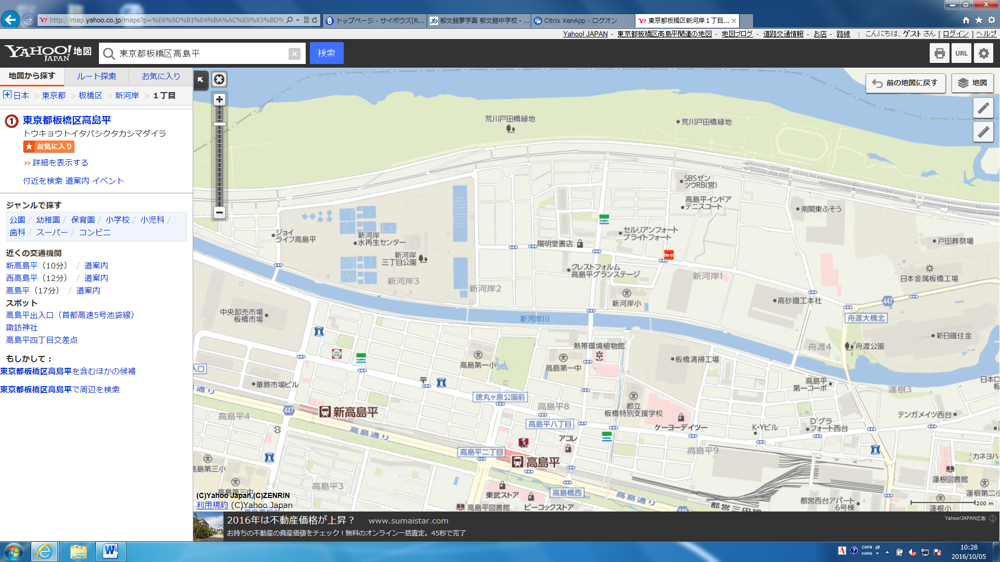 http://map.yahoo.co.jp/maps?p=%E6%9D%B1%E4%BA%AC%E9%83%BD%
トップページ - サイボウズ(R...
郁文館夢学園 郁文館中学校・...
Citrix XenApp - ログオン
東京都板橋区新河岸１丁目...
Yahoo! JAPAN - 東京都板橋区高島平関連の地図 - 地図ブログ - 道路交通情報 - お店 - 路線 | こんにちは、ゲストさん [ ログイン ] ヘルプ
YAHOO! JAPAN 地図
東京都板橋区高島平
検索
URL
地図から探す
ルート探索
お気に入り
日本 > 東京都 > 板橋区 > 新河岸 > １丁目
前の地図に戻す
地図
1 東京都板橋区高島平
トウキョウトイタバシクタカシマダイラ
お気に入り
>> 詳細を表示する
付近を検索 道案内 イベント
ジャンルで探す
公園 / 幼稚園 / 保育園 / 小学校 / 小児科 /
歯科 / スーパー / コンビニ
近くの交通機関
新高島平（10分） / 道案内
西高島平（12分） / 道案内
高島平（17分） / 道案内
スポット
高島平出入口（首都高速5号池袋線）
諏訪神社
高島平四丁目交差点
もしかして：
東京都板橋区高島平を含むほかの候補
東京都板橋区高島平で周辺を検索
荒川戸田橋緑地
荒川戸田橋緑地
SBSゼン
ツウRB(営)
高島平インドア
テニスコート
南関東ふそう
ジョイ
ライフ高島平
新河岸
水再生センター
新河岸
三丁目公園
陽明堂書店
セルリアンフォート
ブライトフォート
ENEOS
戸田葬祭場
クレストフォルム
高島平グランステージ
新河岸3
新河岸2
新河岸1
日本金属板橋工場
新河岸小
高砂鐵工本社
447
中央卸売市場
板橋市場
新河岸川
舟渡大橋北
新日鐵住金
熱帯環境植物館
舟渡4
舟渡公園
高島第一小
高島第一中
板橋清掃工場
入口
華飾市場ビル
高島平
第一コーポ
蓮根3
日本口
板
通り
徳丸ヶ原公園前
高島平8
都立
板橋特別支援学校
447
新高島平
高島平4
高島平八丁目
ケーヨーデイツー
K・Yビル
D'グラ
フォート西台
テンガメイツ西台
高島通り
アコレ
高島平二丁目
高島平
高島平9
カネヨハ
高島第三小
高島第三中
高島平3
東武ストア
高島橋西
高島通り
蓮根図書館
蓮根第二小
都営西台アパート
6号棟
蓮根小
高島平図書館
ピーコックストア
都営三田線
200 m
(C)Yahoo Japan,(C)ZENRIN
利用規約 (C)Yahoo Japan
2016年は不動産価格が上昇？ www.sumaistar.com
お持ちの不動産の資産価値をチェック！無料のオンライン一括査定。45秒で完了
Yahoo!JAPAN広告
CAPS
KANA
10:28
2016/10/05